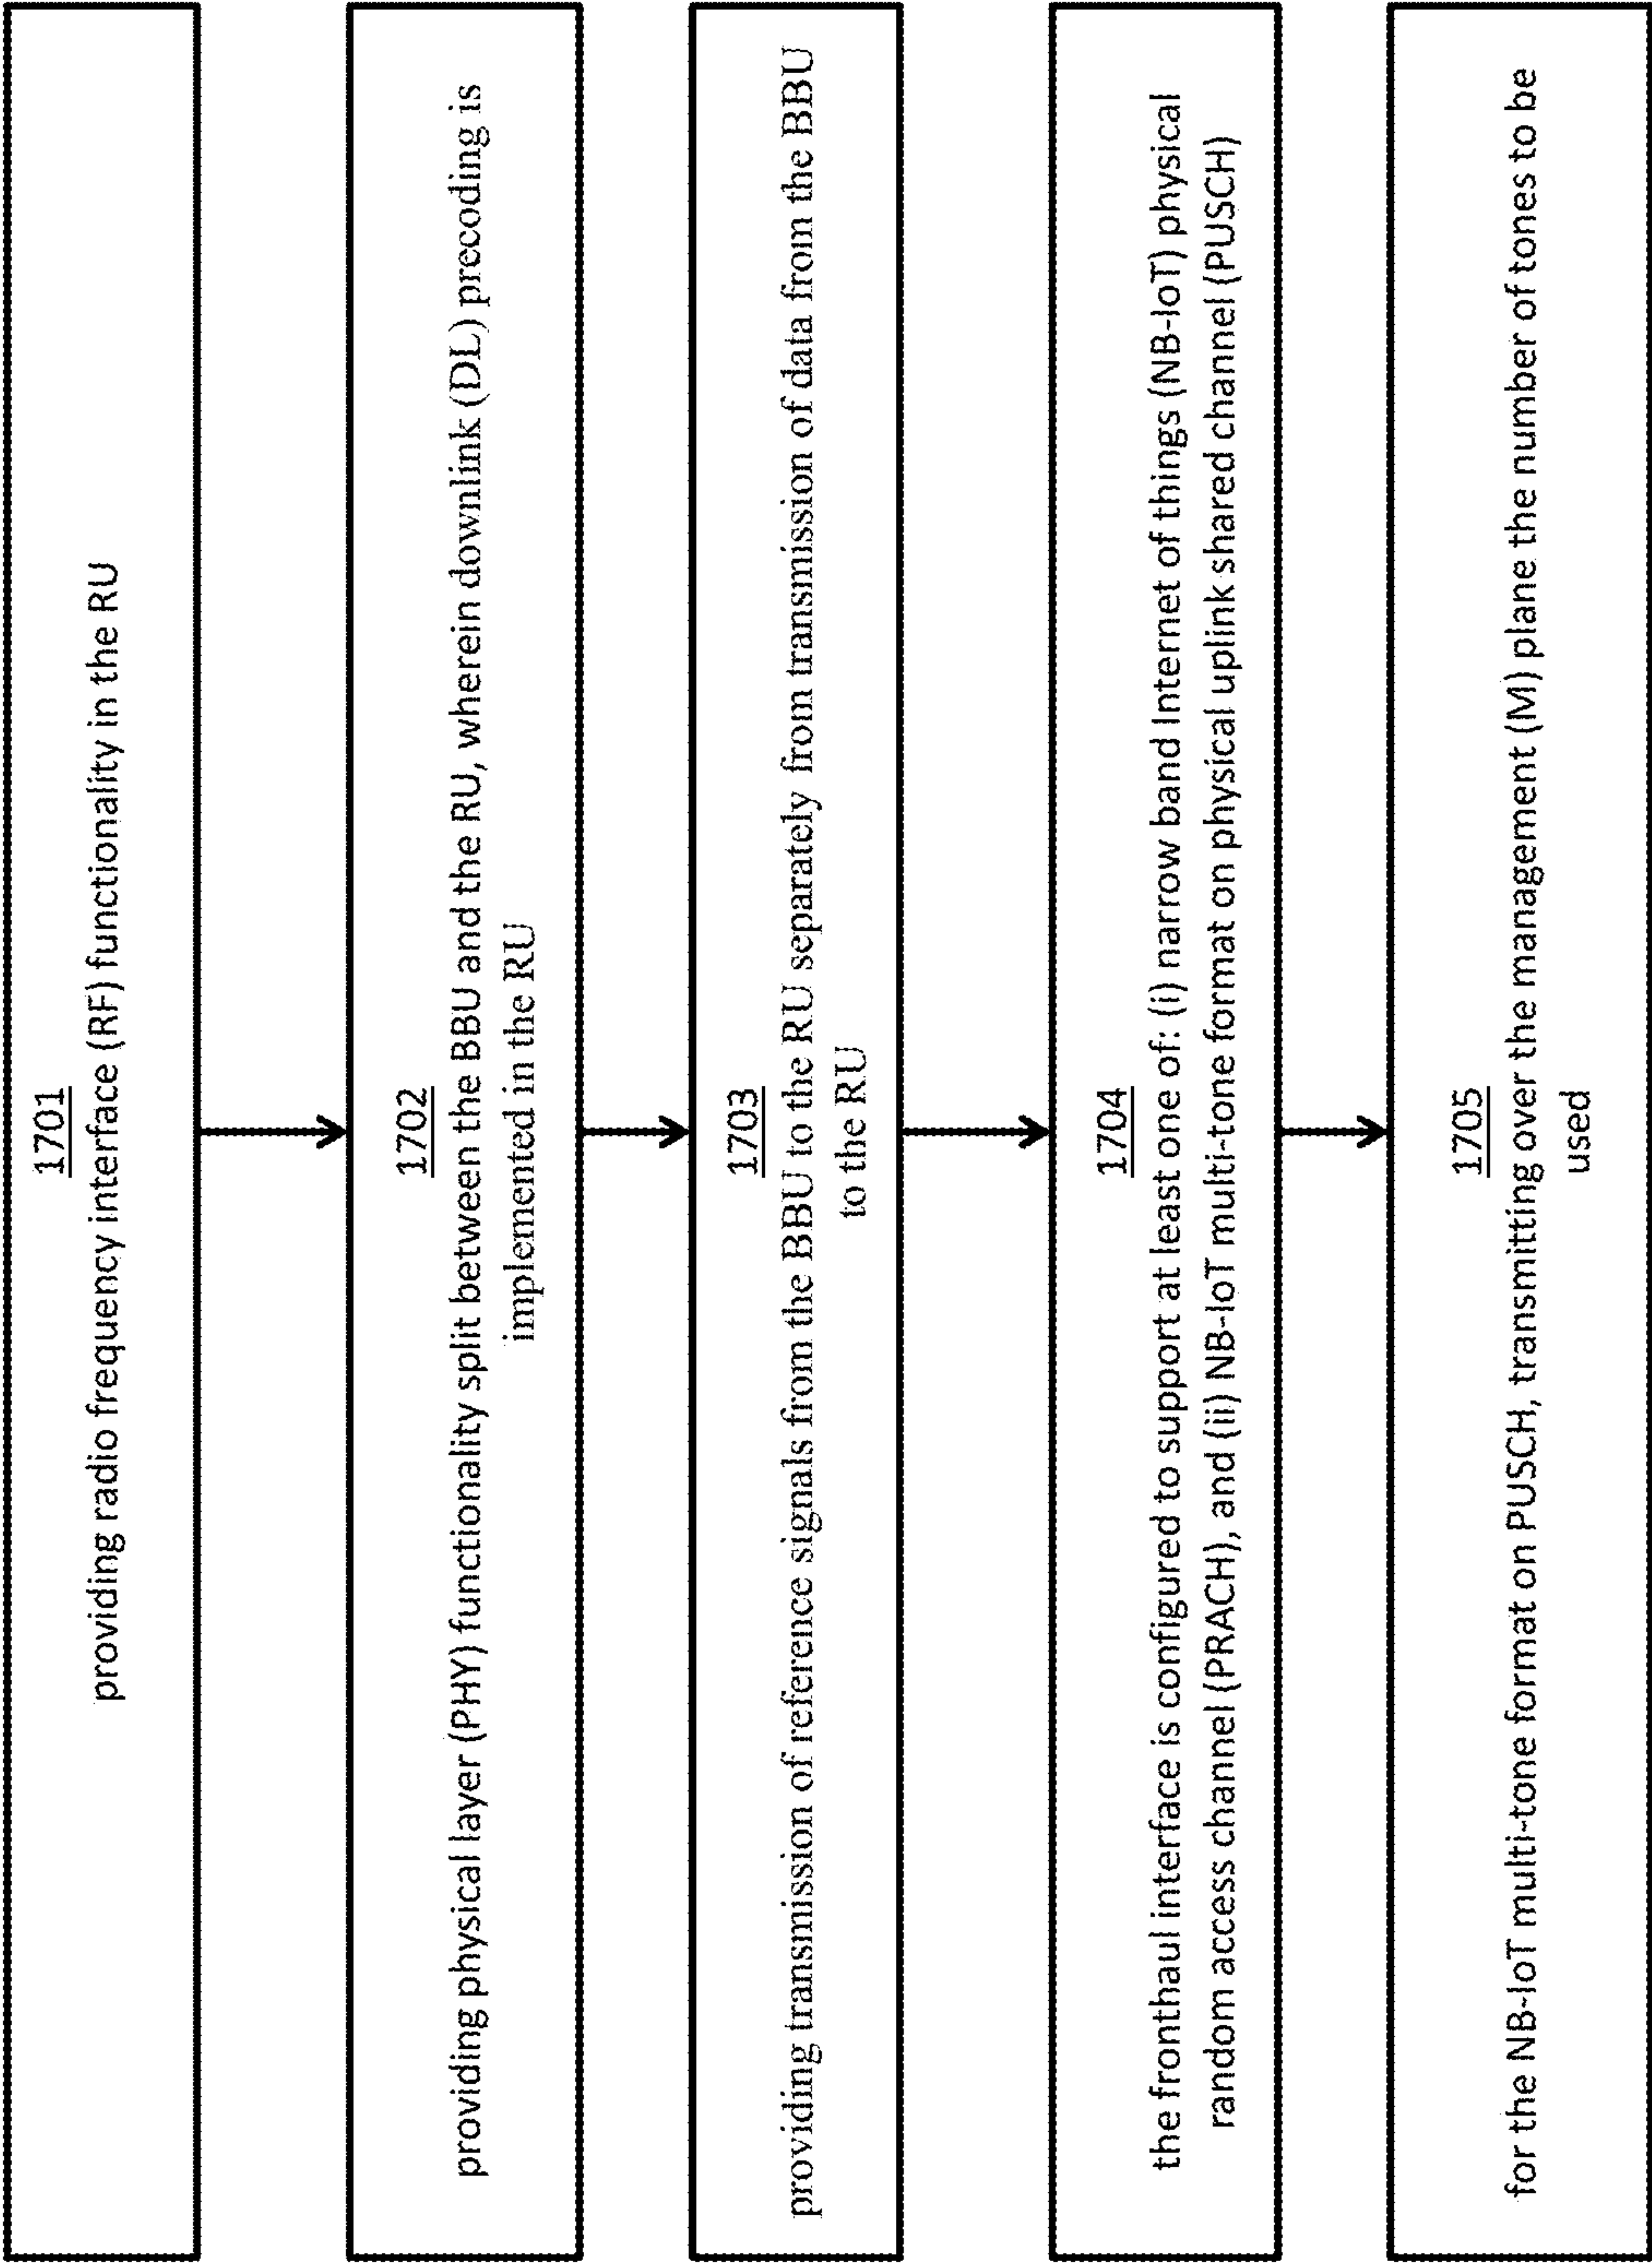 1701
providing radio frequency interface (RF) functionality in the RU
1702
providing physical layer (PHY) functionality split between the BBU and the RU, wherein downlink (DL) precoding is
implemented in the RU
1703
providing transmission of reference signals from the BBU to the RU separately from transmission of data from the BBU
to the RU
1704
the fronthaul interface is configured to support at least one of: (i) narrow band Internet of things (NB-IoT) physical
random access channel (PRACH), and (ii) NB-IoT multi-tone format on physical uplink shared channel (PUSCH)
1705
for the NB-IoT multi-tone format on PUSCH, transmitting over the management (M) plane the number of tones to be
used